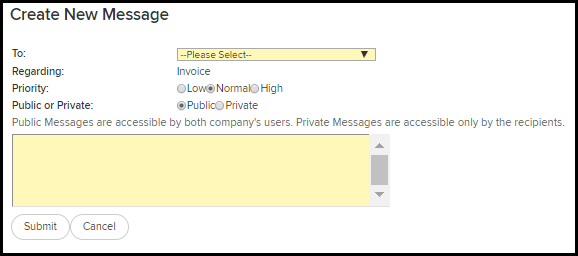 Create New Message
To: --Please Select--
Regarding: Invoice
Priority: Low Normal High
Public or Private: Public Private
Public Messages are accessible by both company's users. Private Messages are accessible only by the recipients.
Submit Cancel